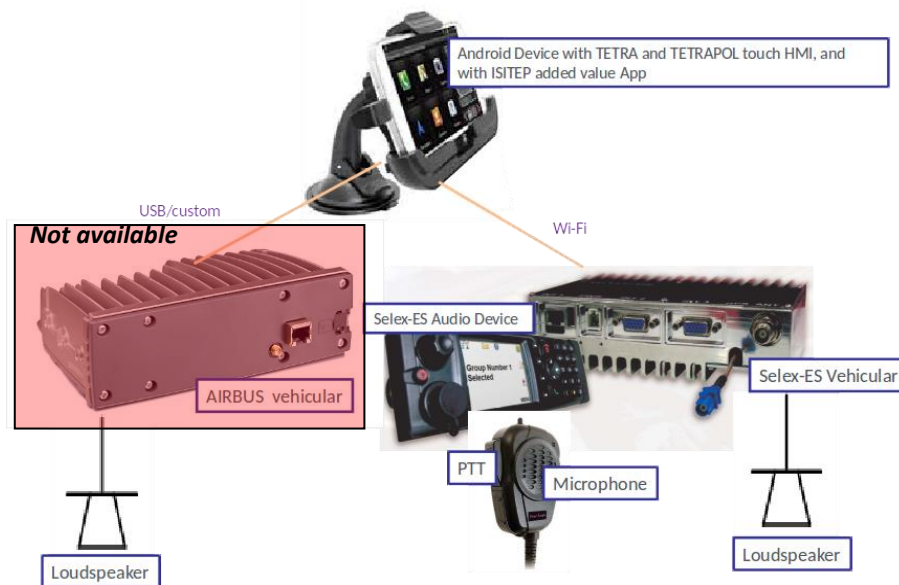 Android Device with TETRA and TETRAPOL touch HMI, and
with ISITEP added value App
USB/custom
Wi-Fi
Not available
Selex-ES Audio Device
Group Number 1
Selected
AIRBUS vehicular
Selex-ES Vehicular
PTT
Microphone
Loudspeaker
Loudspeaker